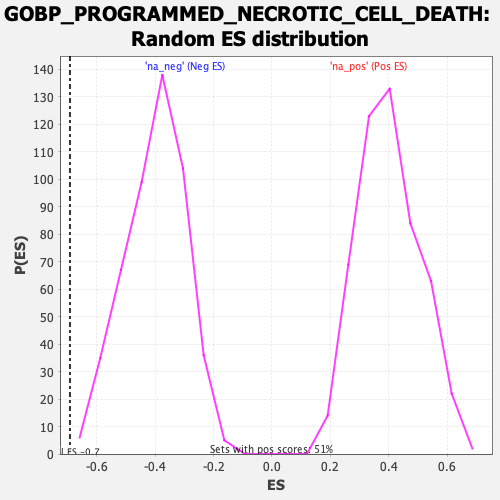 GOBP_PROGRAMMED_NECROTIC_CELL_DEATH:
Random ES distribution
'na_neg' (Neg ES)
'na_pos' (Pos ES)
140
130
120
110
100
90
80
70
60
50
40
30
20
10
0
P(ES)
ES -0.7
Sets with pos scores: 51%
-0.6 -0.4 -0.2 0.0 0.2 0.4 0.6
ES